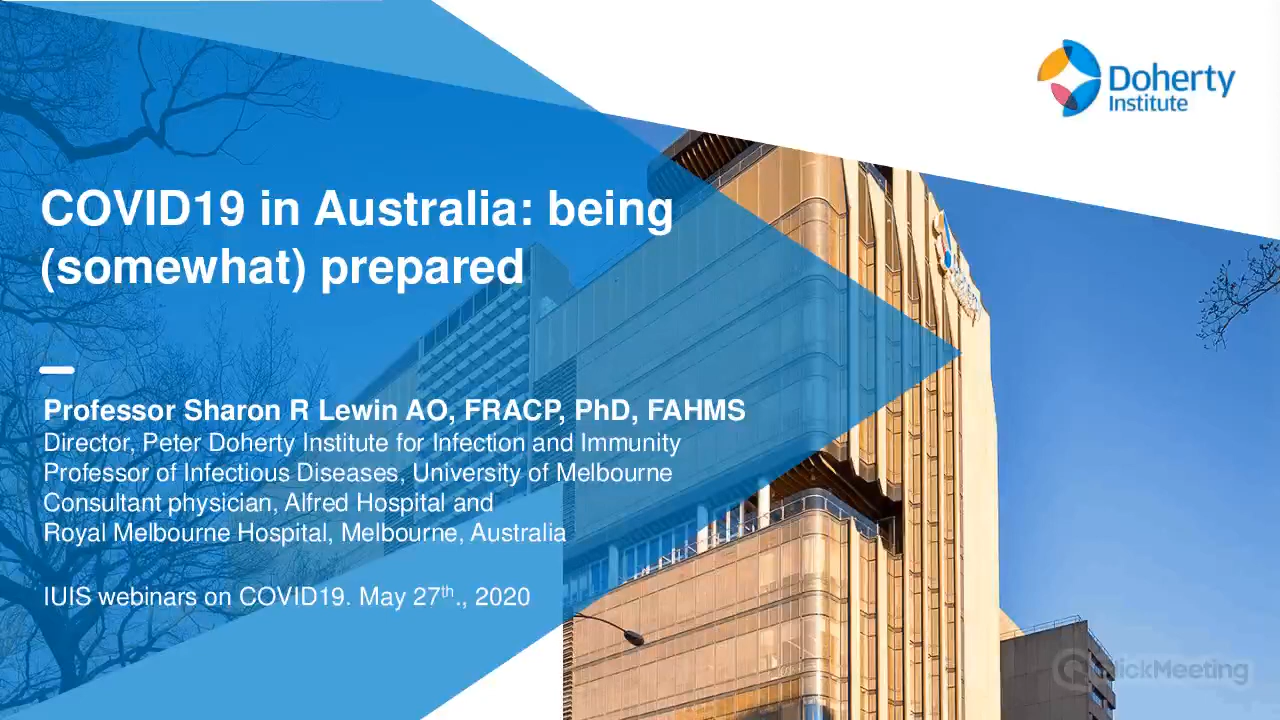 Doherty
Institute
COVID19 in Australia: being
(somewhat) prepared
Professor Sharon R Lewin AO, FRACP, PhD, FAHMS
Director, Peter Doherty Institute for Infection and Immunity
Professor of Infectious Diseases, University of Melbourne
Consultant physician, Alfred Hospital and
Royal Melbourne Hospital, Melbourne, Australia
IUIS webinars on COVID19. May 27th., 2020
ClickMeeting